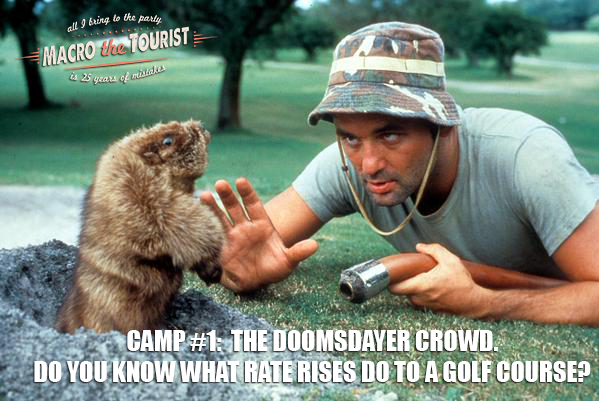 all I bring to the party
MACRO the TOURIST
is 25 years of mistakes
CAMP #1: THE DOOMSDAYER CROWD.
DO YOU KNOW WHAT RATE RISES DO TO A GOLF COURSE?